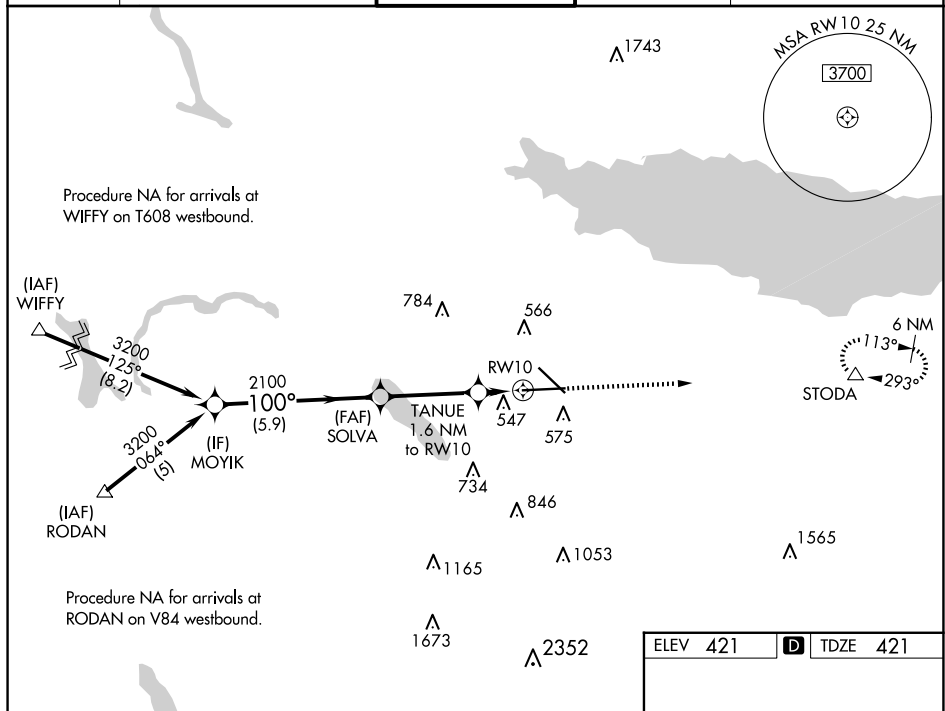 1743
MSA RW10 25 NM
3700
Procedure NA for arrivals at
WIFFY on T608 westbound.
(IAF)
WIFFY
3200
125°
(8.2)
784
566
6 NM
113°
293°
STODA
RW10
2100
100°
(5.9)
(IF)
MOYIK
(FAF)
SOLVA
TANUE
1.6 NM
to RW10
547
575
3200
064°
(5)
(IAF)
RODAN
734
846
1165
1053
1565
Procedure NA for arrivals at
RODAN on V84 westbound.
1673
2352
ELEV 421 D TDZE 421